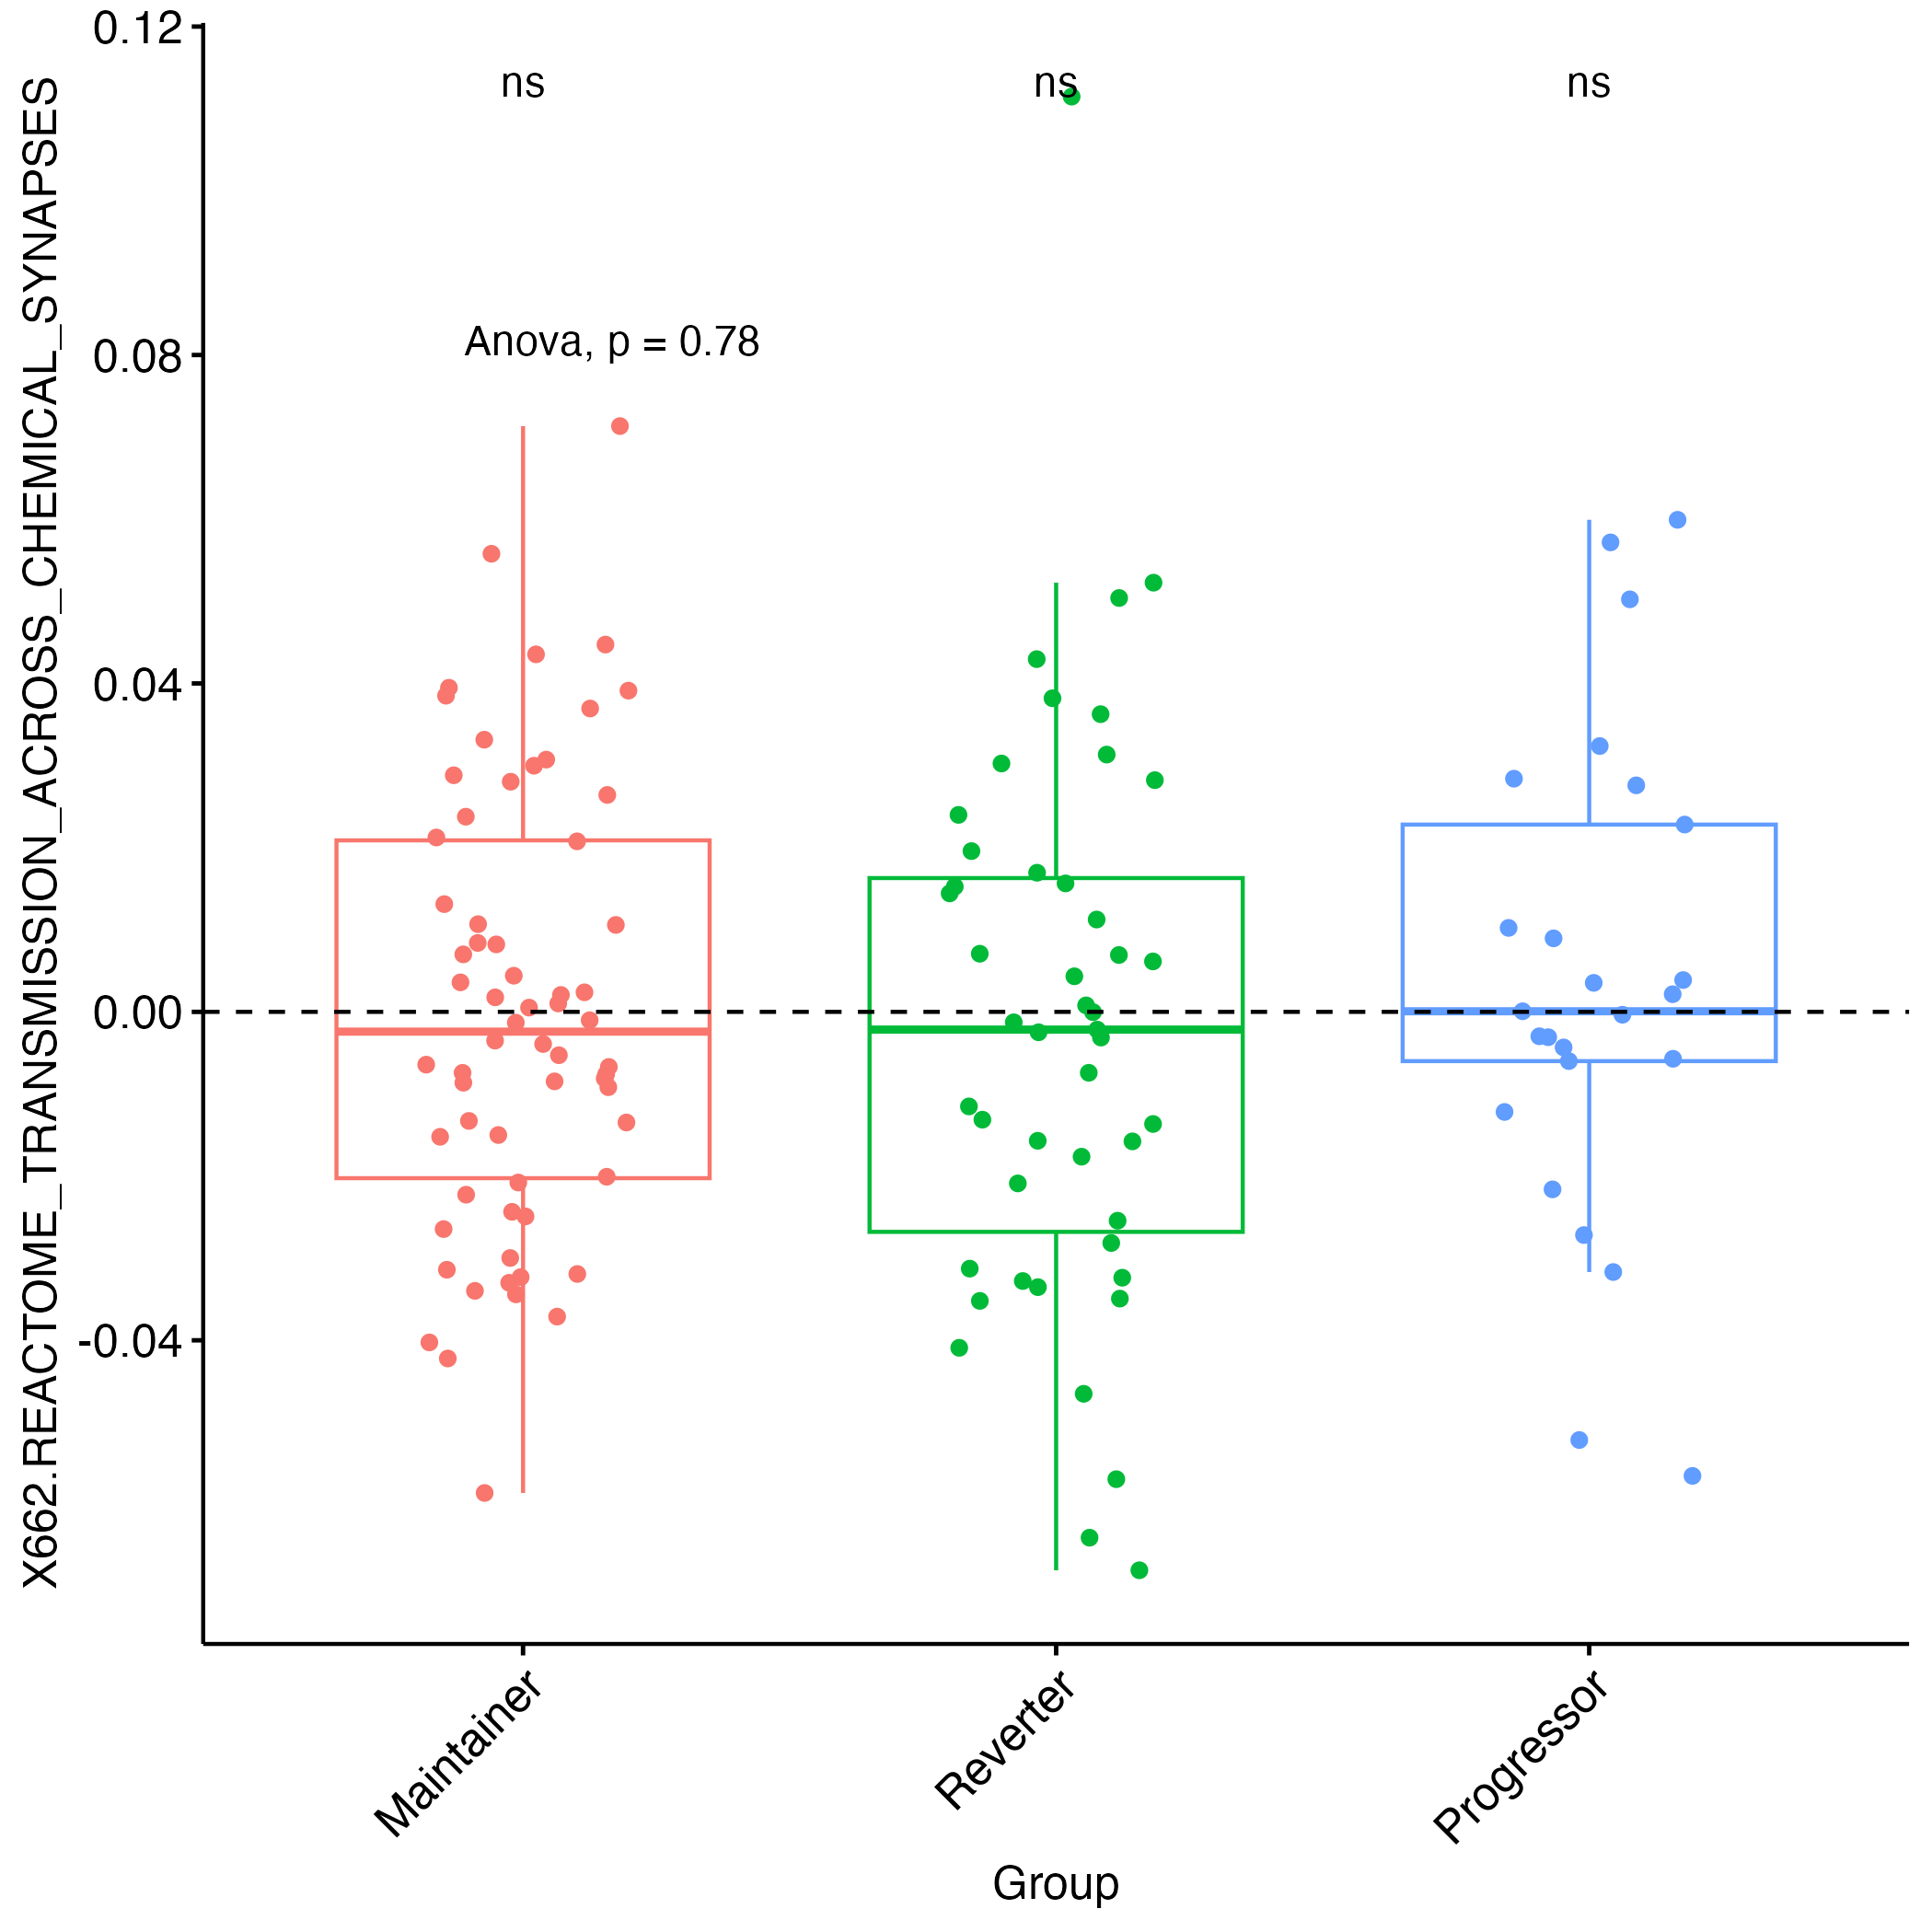 X662.REACTOME_TRANSMISSION_ACROSS_CHEMICAL_SYNAPSES
0.12
0.08
0.04
0.00
-0.04
ns
ns
ns
Anova, p = 0.78
Maintainer
Reverter
Progressor
Group